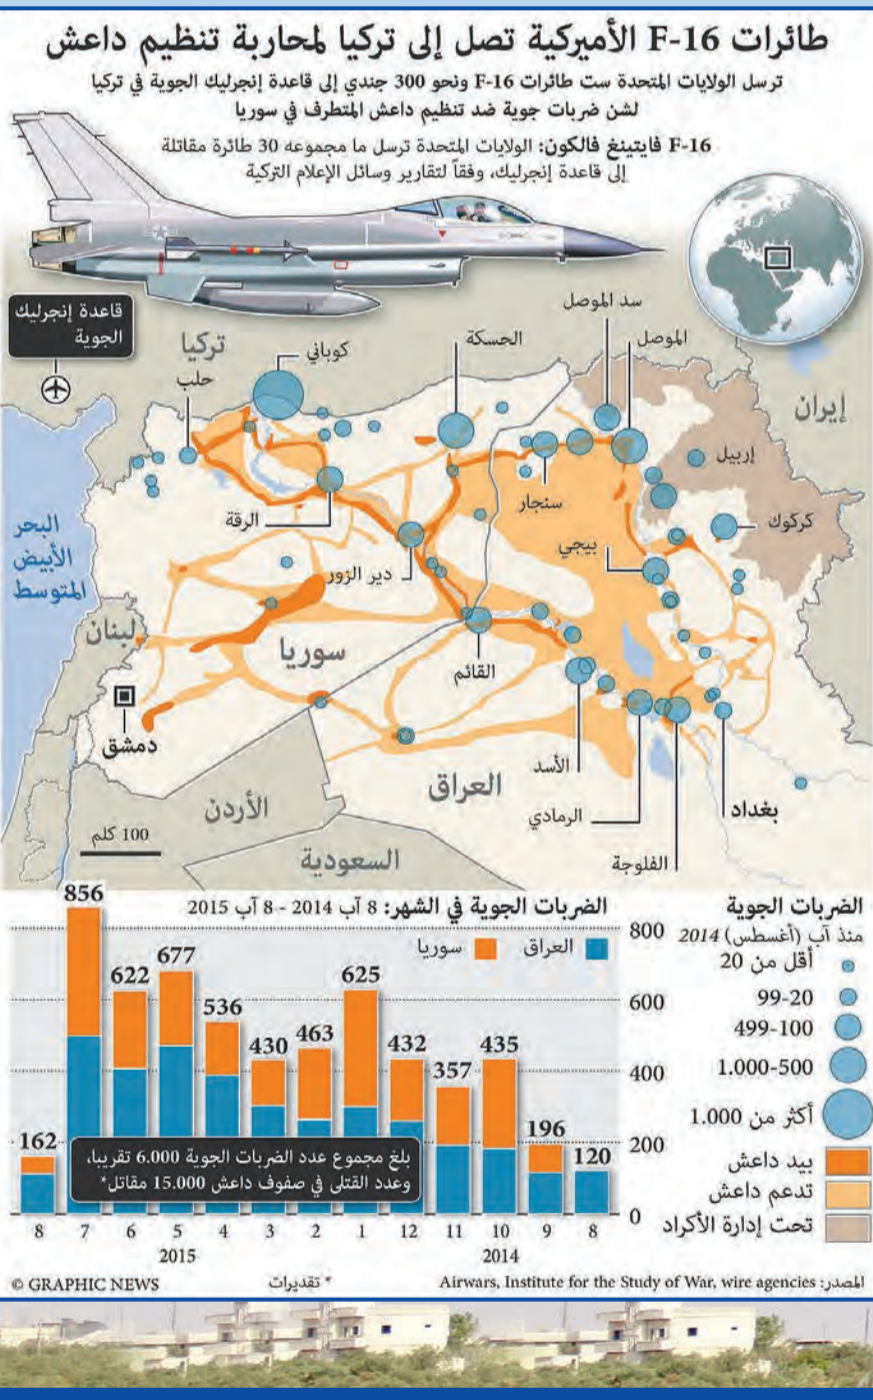 طائرات F-16 الأميركية تصل إلى تركيا لمحاربة تنظيم داعش
ترسل الولايات المتحدة ست طائرات F-16 ونحو 300 جندي إلى قاعدة إنجرليك الجوية في تركيا
لشن ضربات جوية ضد تنظيم داعش المتطرف في سوريا
F-16 فايتينغ فالكون: الولايات المتحدة ترسل ما مجموعه 30 طائرة مقاتلة
إلى قاعدة إنجرليك، وفقاً لتقارير وسائل الإعلام التركية
قاعدة إنجرليك
الجوية
تركيا
سد الموصل
الموصل
الحسكة
كوباني
حلب
إيران
إربيل
كركوك
سنجار
الرقة
بيجي
دير الزور
البحر
الأبيض
المتوسط
لبنان
سوريا
القائم
دمشق
الأسد
العراق
الرمادي
بغداد
الفلوجة
الأردن
السعودية
100 كلم
الضربات الجوية
منذ آب (أغسطس) 2014
أقل من 20
99-20
499-100
1.000-500
أكثر من 1.000
بيد داعش
تدعم داعش
تحت إدارة الأكراد
الضربات الجوية في الشهر: 8 آب 2014 - 8 آب 2015
العراق
سوريا
800
600
400
200
0
120
196
435
357
432
625
463
430
536
677
622
856
162
بلغ مجموع عدد الضربات الجوية 6.000 تقريبا،
وعدد القتلى في صفوف داعش 15.000 مقاتل*
8 9 10 11 12 1 2 3 4 5 6 7 8
2014
2015
المصدر: Airwars, Institute for the Study of War, wire agencies
* تقديرات
© GRAPHIC NEWS